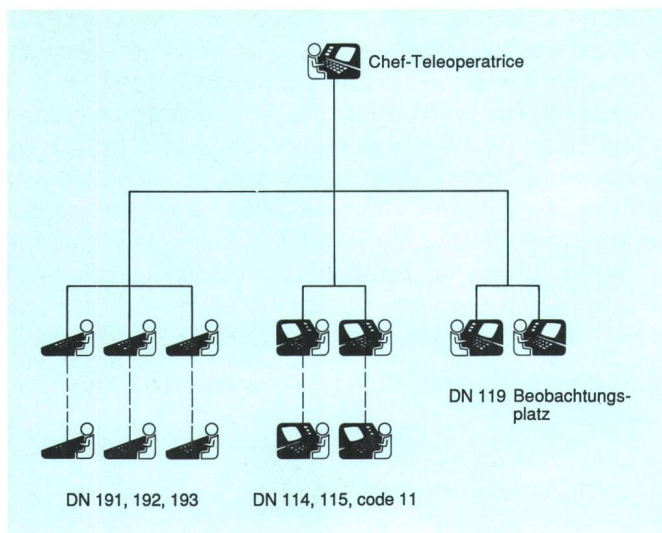 Chef-Teleoperatrice
DN 119 Beobachtungs-
platz
DN 191, 192, 193
DN 114, 115, code 11